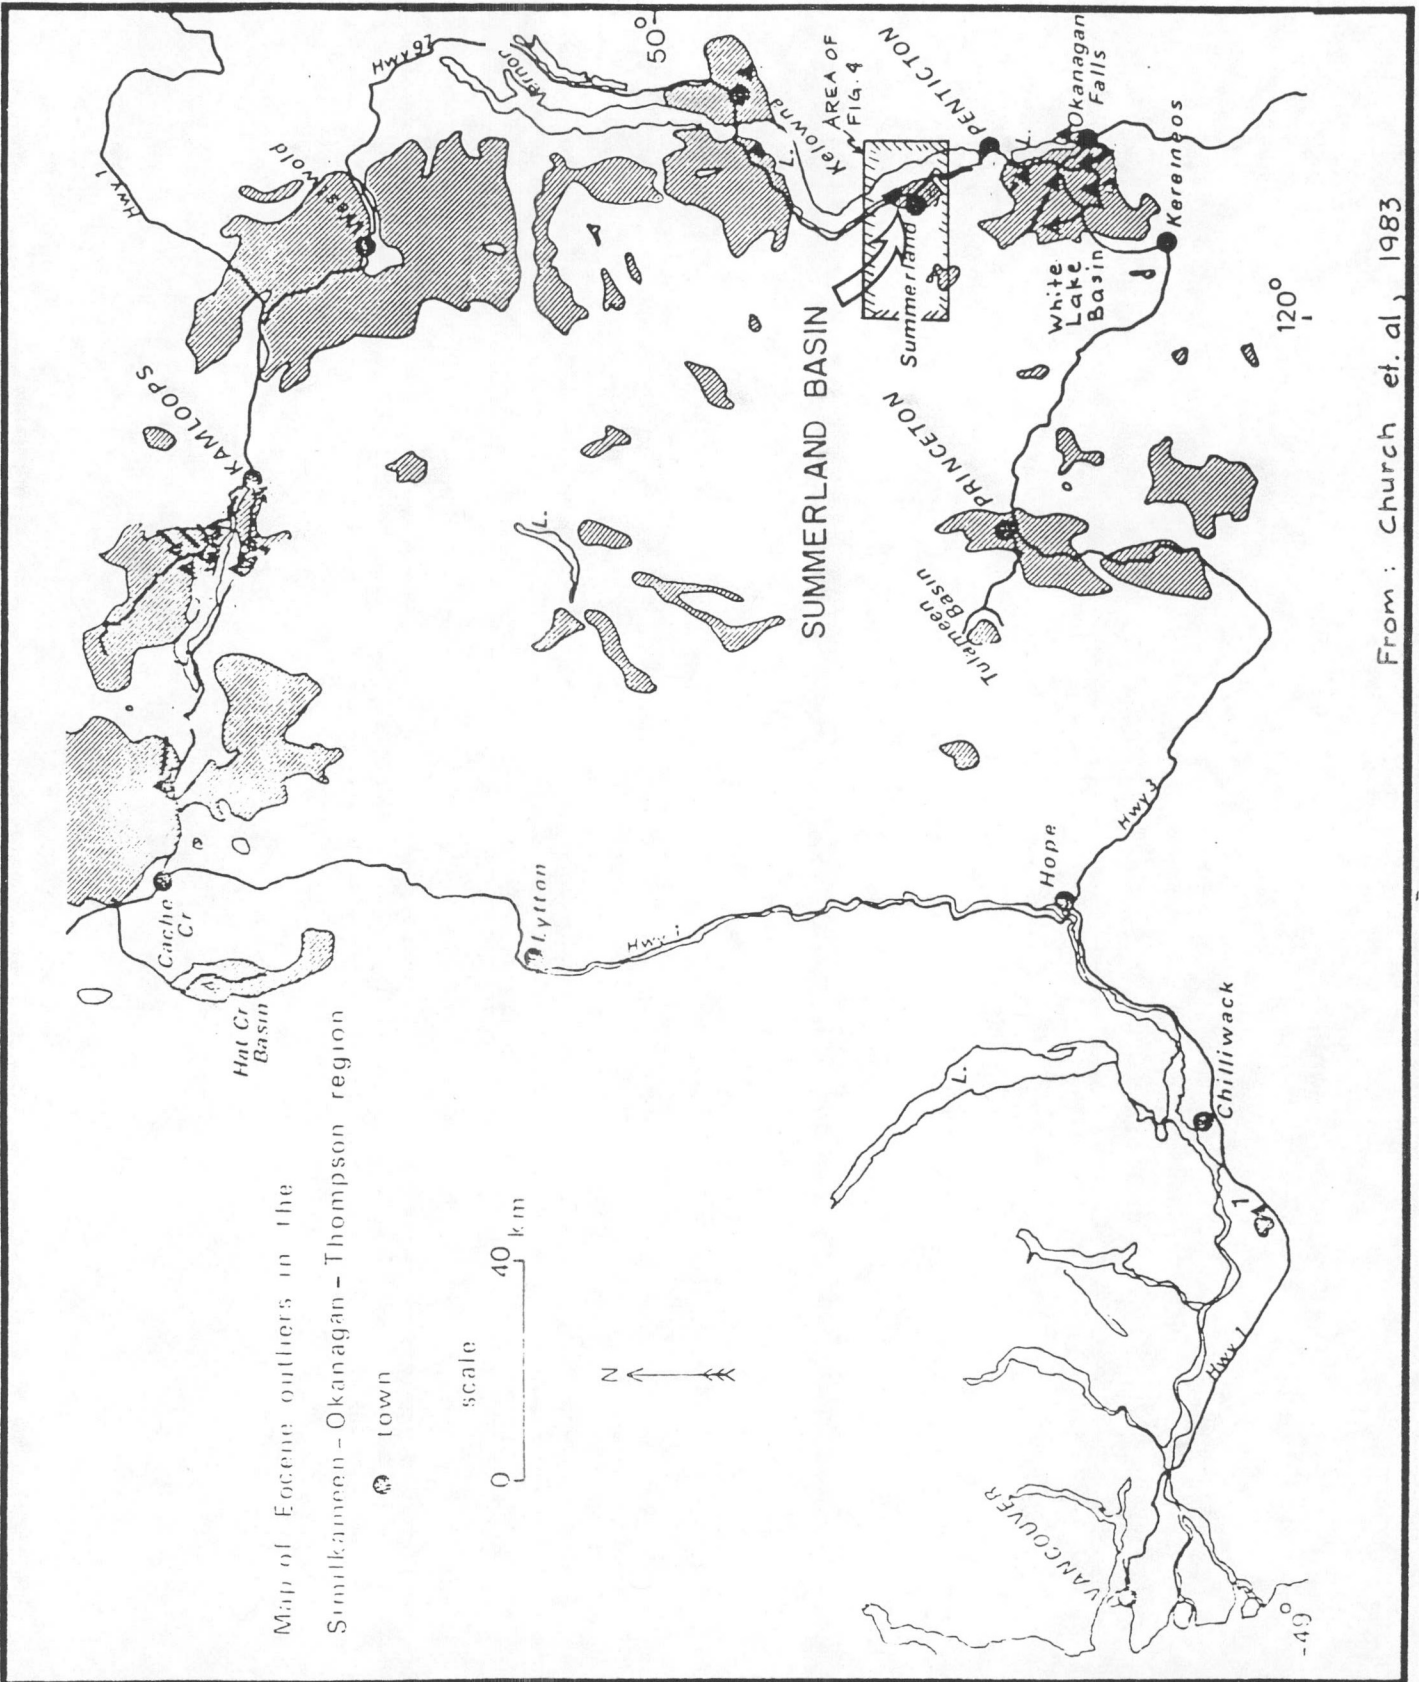 Map of Eocene outliers in the
Similkameen - Okanagan - Thompson region
town
scale
0 40
km
N
Hwy 1
Hwy 97
Vernon
50°
Westwold
KAMLOOPS
Cache
Cr
Hat Cr
Basin
Lytton
Hwy 1
L.
Kelowna
L.
AREA OF
FIG. 4
SUMMERLAND BASIN
Summerland
PENTICTON
L.
Okanagan
Falls
White
Lake
Basin
Kereineos
120°
PRINCETON
Tulameen
Basin
Hope
Hwy 3
L.
Chilliwack
1
Hwy 1
VANCOUVER
-49°
From : Church et. al, 1983